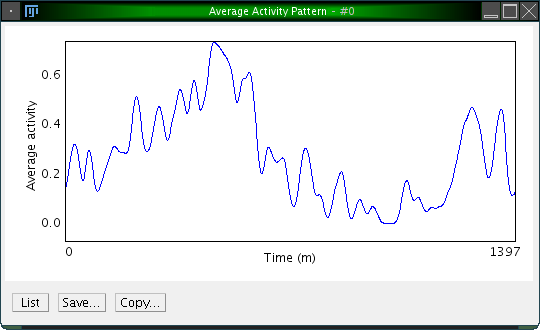 Average Activity Pattern - #0
0.6
0.4
0.2
0.0
Average activity
0
1397
Time (m)
List
Save...
Copy...